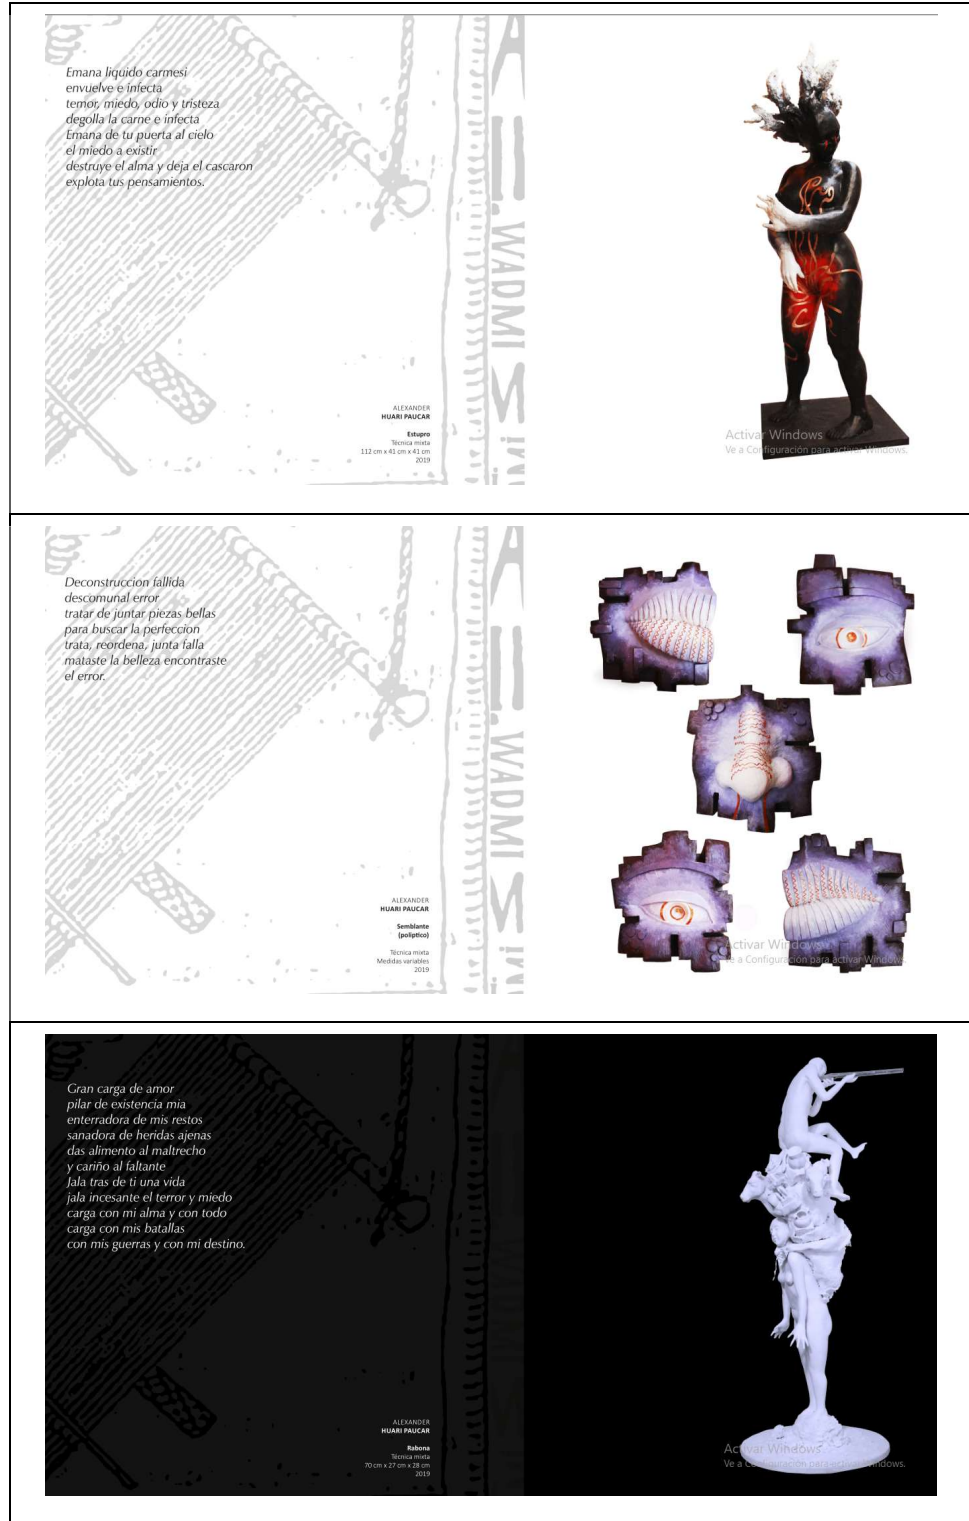 Emana liquido carmesi
envuelve e infecta
temor, miedo, odio y tristeza
degolla la carne e infecta
Emana de tu puerta al cielo
el miedo a existir
destruye el alma y deja el cascaron
explota tus pensamientos.
WADMI
ALEXANDER
HUARI PAUCAR
Estupro
Técnica mixta
112 cm x 41 cm x 41 cm
2019
Activar Windows
Ve a Configuración para activar Windows.
Deconstruccion fallida
descomunal error
tratar de juntar piezas bellas
para buscar la perfeccion
trata, reordena, junta falla
mataste la belleza encontraste
el error.
WADMI
ALEXANDER
HUARI PAUCAR
Semblante
(políptico)
Técnica mixta
Medidas variables
2019
Activar Windows
Ve a Configuración para activar Windows.
Gran carga de amor
pilar de existencia mia
enterradora de mis restos
sanadora de heridas ajenas
das alimento al maltrecho
y cariño al faltante
Jala tras de ti una vida
jala incesante el terror y miedo
carga con mi alma y con todo
carga con mis batallas
con mis guerras y con mi destino.
ALEXANDER
HUARI PAUCAR
Rabona
Técnica mixta
70 cm x 27 cm x 28 cm
2019
Activar Windows
Ve a Configuración para activar Windows.